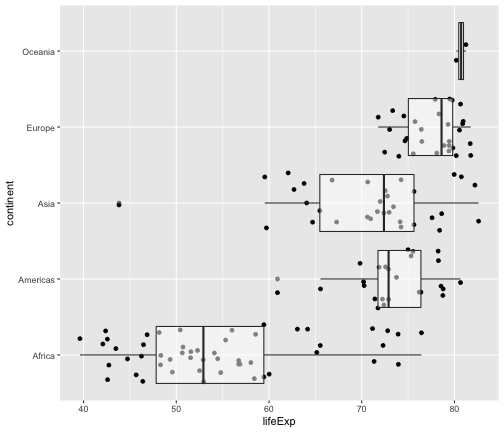 Oceania
Europe
Asia
Americas
Africa
continent
40 50 60 70 80
lifeExp